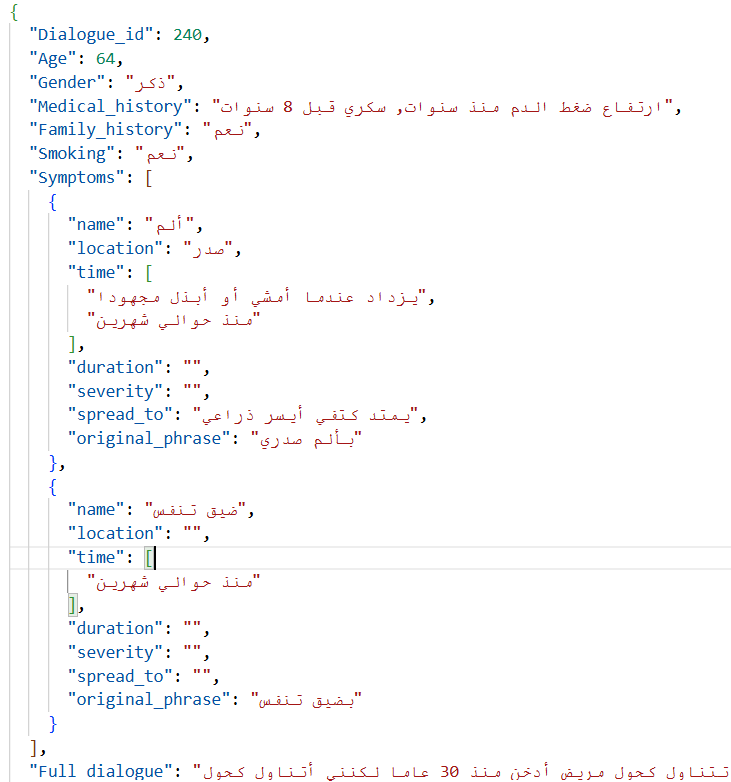 {
"Dialogue_id": 240,
"Age": 64,
"Gender": "ذكر",
"Medical_history": "ارتفاع ضغط الدم منذ سنوات, سكري قبل 8 سنوات",
"Family_history": "نعم",
"Smoking": "نعم",
"Symptoms": [
{
"name": "ألم",
"location": "صدر",
"time": [
"يزداد عندما أمشي أو أبذل مجهودا",
"منذ حوالي شهرين"
],
"duration": "",
"severity": "",
"spread_to": "يمتد كتفي أيسر ذراعي",
"original_phrase": "بألم صدري"
},
{
"name": "ضيق تنفس",
"location": "",
"time": [
"منذ حوالي شهرين"
],
"duration": "",
"severity": "",
"spread_to": "",
"original_phrase": "بضيق تنفس"
}
],
"Full dialogue": "تتناول كحول مريض أدخن منذ 30 عاما لكنني أتناول كحول